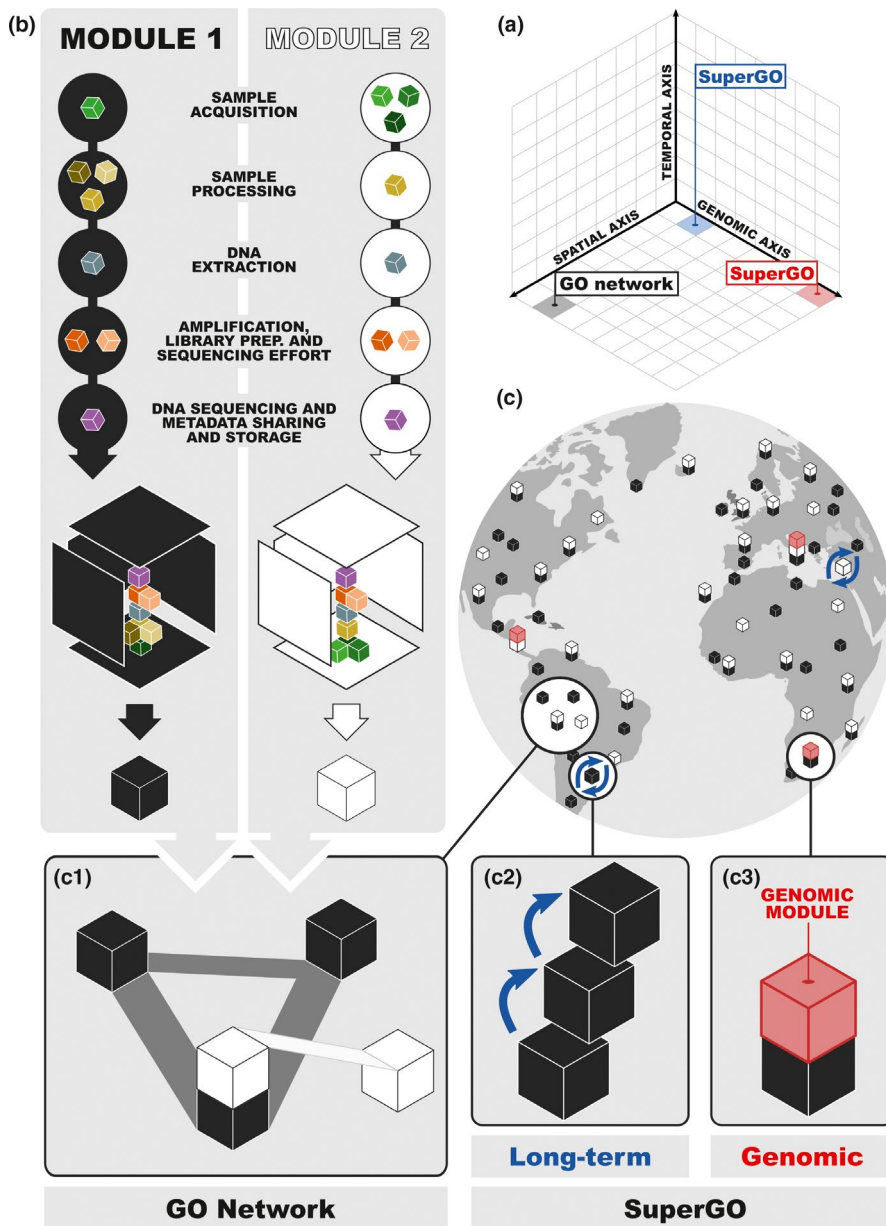 (b)
MODULE 1
MODULE 2
SAMPLE
ACQUISITION
SAMPLE
PROCESSING
DNA
EXTRACTION
AMPLIFICATION,
LIBRARY PREP. AND
SEQUENCING EFFORT
DNA SEQUENCING AND
METADATA SHARING
AND STORAGE
(a)
TEMPORAL AXIS
SPATIAL AXIS
GENOMIC AXIS
SuperGO
SuperGO
GO network
(c)
(c1)
(c2)
(c3)
GENOMIC
MODULE
Long-term
Genomic
GO Network
SuperGO